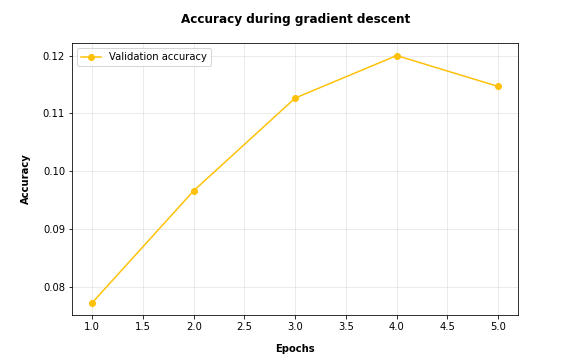 Accuracy during gradient descent
Validation accuracy
0.12
0.11
0.10
0.09
0.08
Accuracy
1.0 1.5 2.0 2.5 3.0 3.5 4.0 4.5 5.0
Epochs